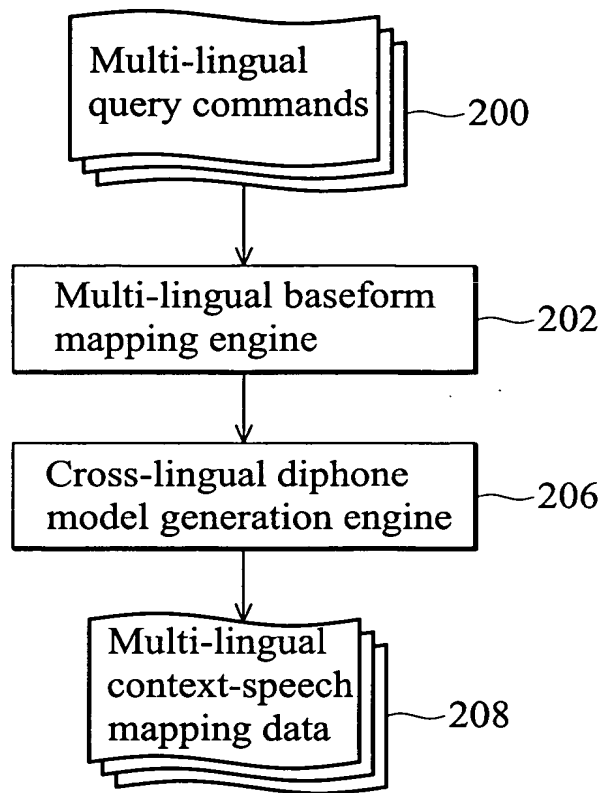 Multi-lingual
query commands
200
Multi-lingual baseform
mapping engine
202
Cross-lingual diphone
model generation engine
206
Multi-lingual
context-speech
mapping data
208